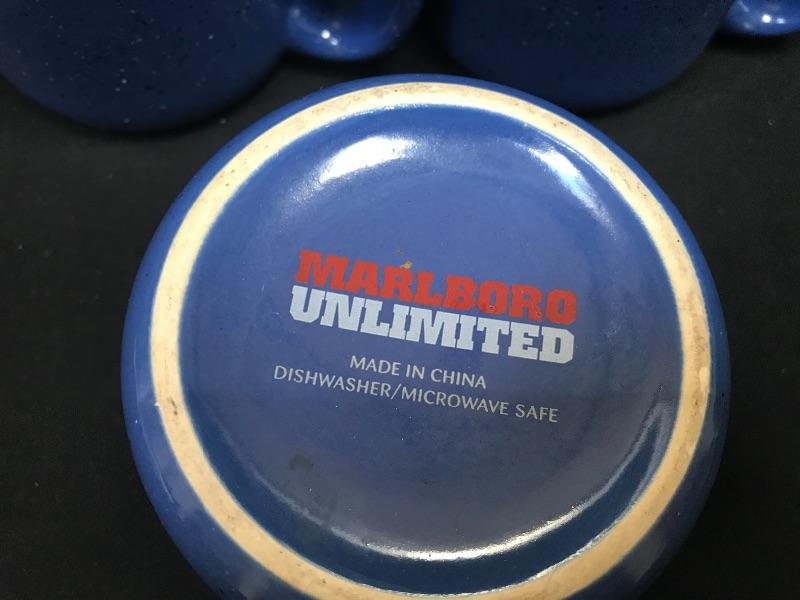 MARLBORO
UNLIMITED
MADE IN CHINA
DISHWASHER/MICROWAVE SAFE